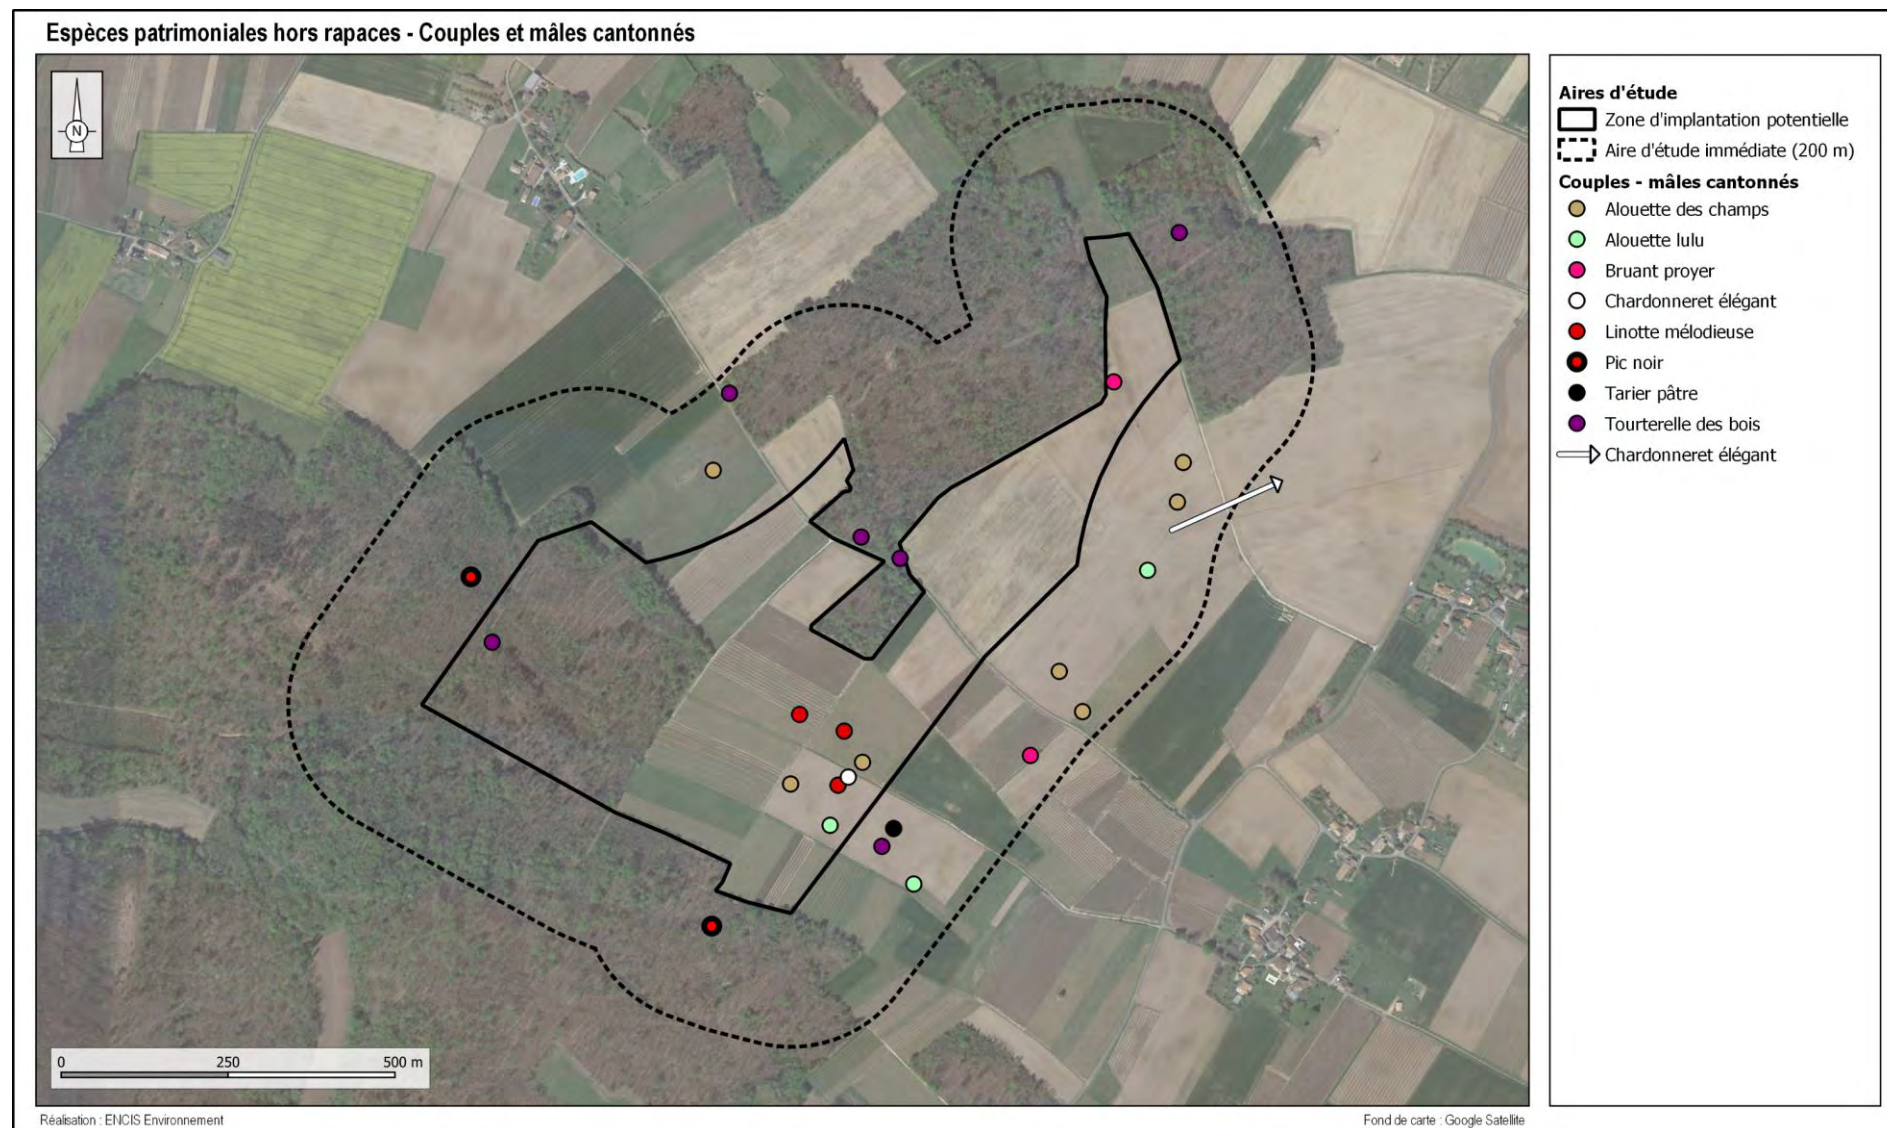 Espèces patrimoniales hors rapaces - Couples et mâles cantonnés
N
Aires d'étude
Zone d'implantation potentielle
Aire d'étude immédiate (200 m)
Couples - mâles cantonnés
Alouette des champs
Alouette lulu
Bruant proyer
Chardonneret élégant
Linotte mélodieuse
Pic noir
Tarier pâtre
Tourterelle des bois
Chardonneret élégant
0 250 500 m
Réalisation : ENCIS Environnement
Fond de carte : Google Satellite